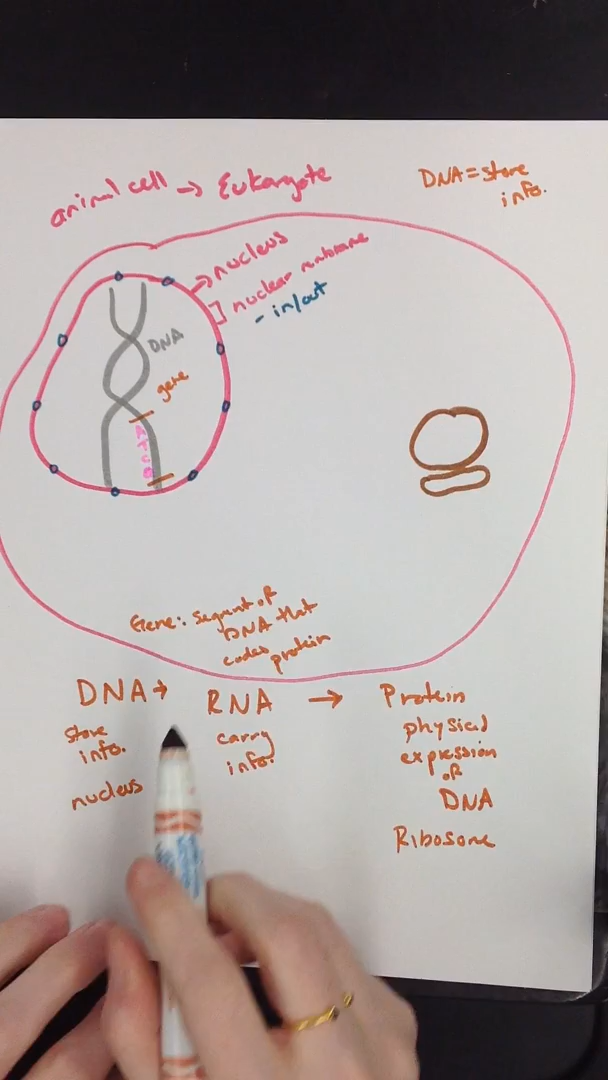 animal cell → Eukaryote
DNA = store
info.
→ nucleus
] nuclear membrane
- in/out
DNA
gene
A T C G
Gene: segment of
DNA that
codes protein
DNA → RNA → Protein
store
info.
nucleus
carry
info.
physical
expression
of
DNA
Ribosome